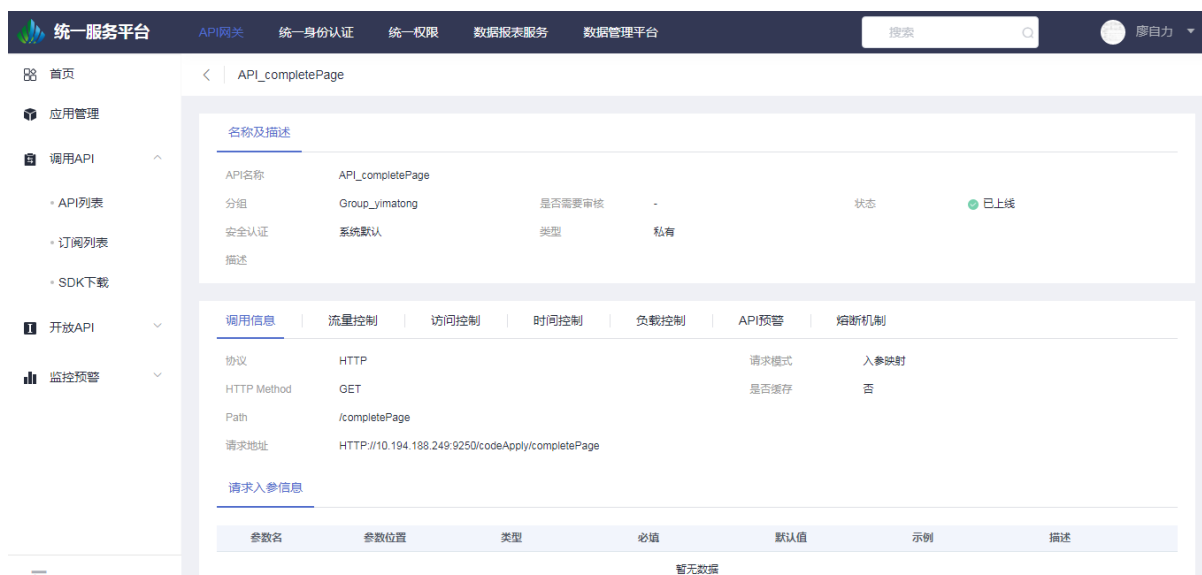 统一服务平台 API网关 统一身份认证 统一权限 数据报表服务 数据管理平台 搜索 廖自力
首页
API_completePage
应用管理
调用API
API列表
订阅列表
SDK下载
开放API
监控预警
名称及描述
API名称 API_completePage
分组 Group_yimatong 是否需要审核 - 状态 已上线
安全认证 系统默认 类型 私有
描述
调用信息 流量控制 访问控制 时间控制 负载控制 API预警 熔断机制
协议 HTTP 请求模式 入参映射
HTTP Method GET 是否缓存 否
Path /completePage
请求地址 HTTP://10.194.188.249:9250/codeApply/completePage
请求入参信息
参数名 参数位置 类型 必填 默认值 示例 描述
暂无数据